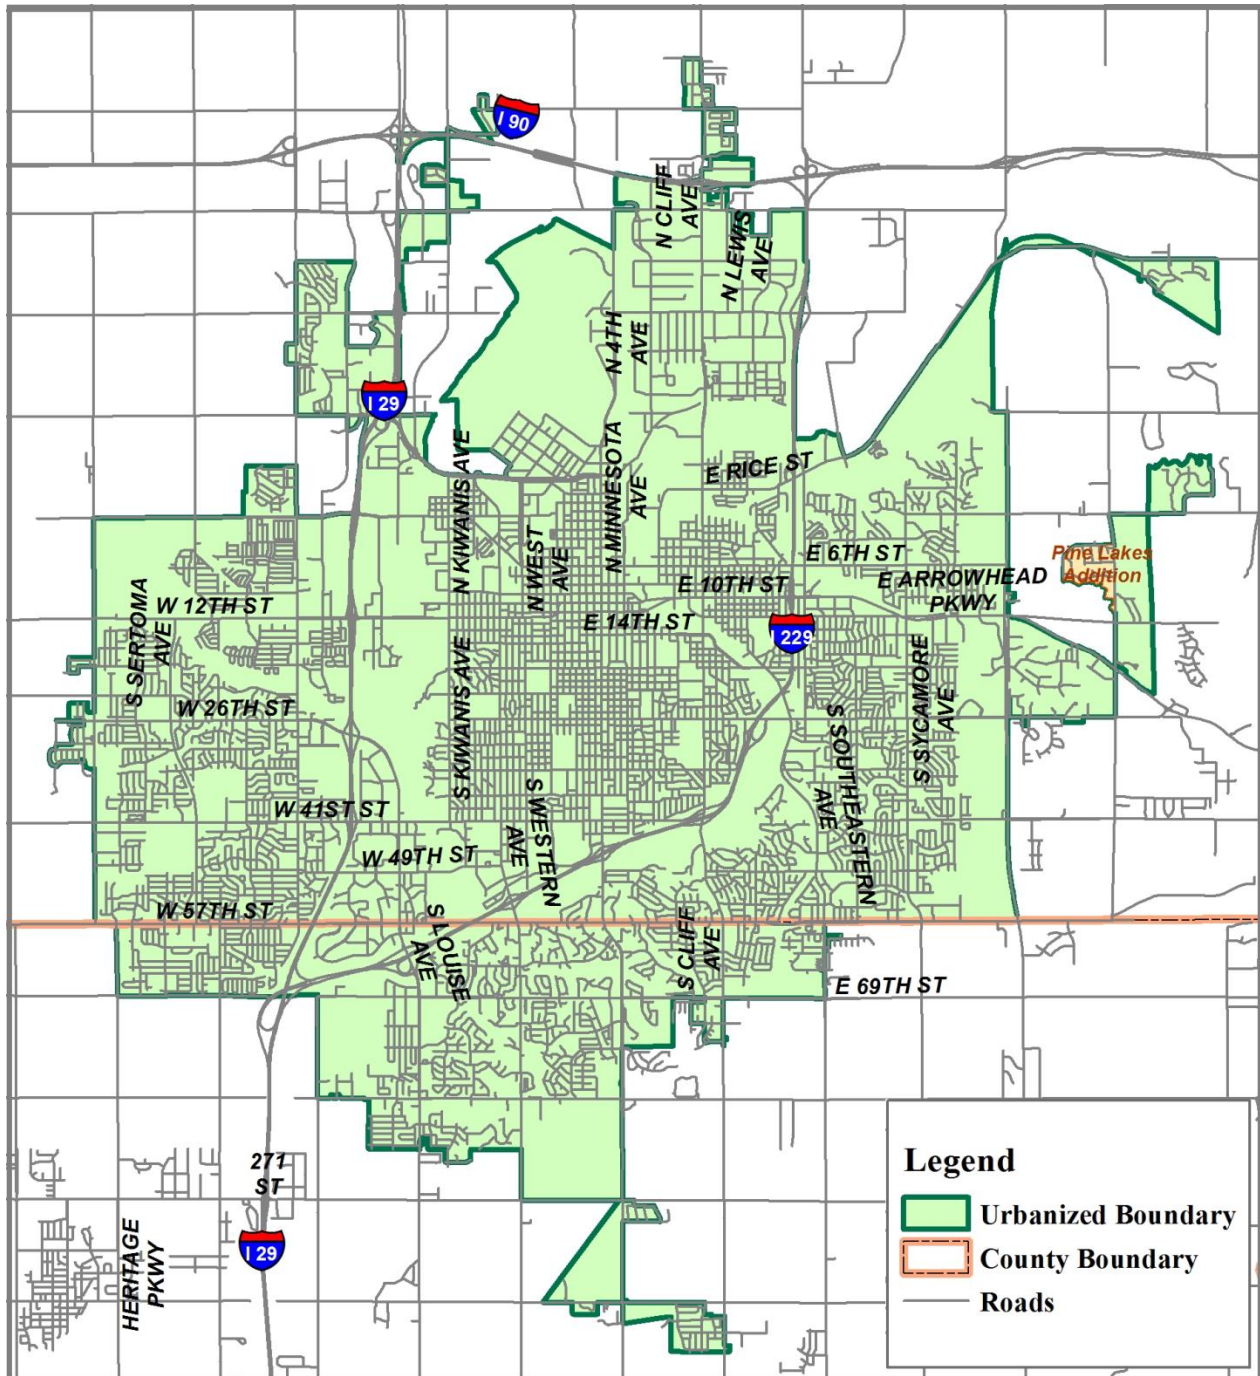 I 90
N CLIFF
AVE
N LEWIS
AVE
N 4TH
AVE
I 29
N KIWANIS AVE
N MINNESOTA
AVE
E RICE ST
N WEST
AVE
E 6TH ST
Pine Lakes
Addition
E 10TH ST
E ARROWHEAD
PKWY
W 12TH ST
E 14TH ST
I 229
S SERTOMA
AVE
S KIWANIS AVE
S SYCAMORE
AVE
W 26TH ST
S SOUTHEASTERN
AVE
W 41ST ST
S WESTERN
AVE
W 49TH ST
W 57TH ST
S LOUISE
AVE
S CLIFF
AVE
E 69TH ST
271
ST
HERITAGE
PKWY
I 29
Legend
Urbanized Boundary
County Boundary
Roads